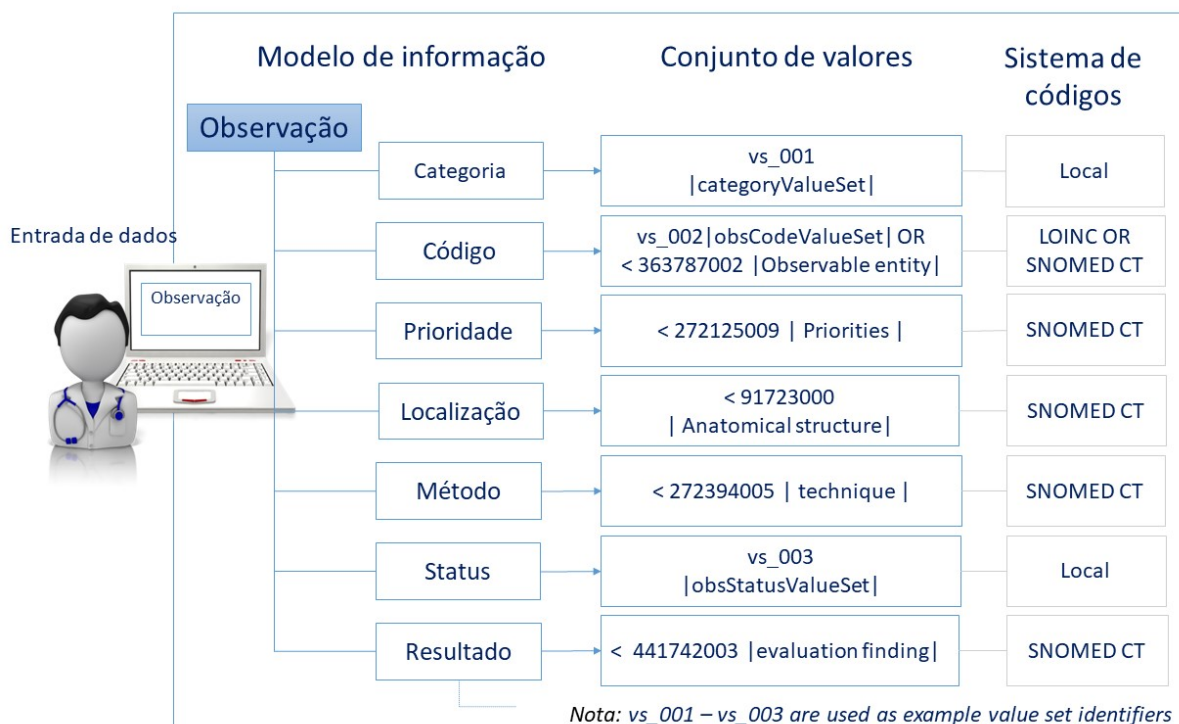 Modelo de informação
Conjunto de valores
Sistema de
códigos
Observação
Categoria
vs_001
|categoryValueSet|
Local
Entrada de dados
Observação
Código
vs_002|obsCodeValueSet| OR
< 363787002 |Observable entity|
LOINC OR
SNOMED CT
Prioridade
< 272125009 | Priorities |
SNOMED CT
Localização
< 91723000
| Anatomical structure|
SNOMED CT
Método
< 272394005 | technique |
SNOMED CT
Status
vs_003
|obsStatusValueSet|
Local
Resultado
< 441742003 |evaluation finding|
SNOMED CT
Nota: vs_001 – vs_003 are used as example value set identifiers